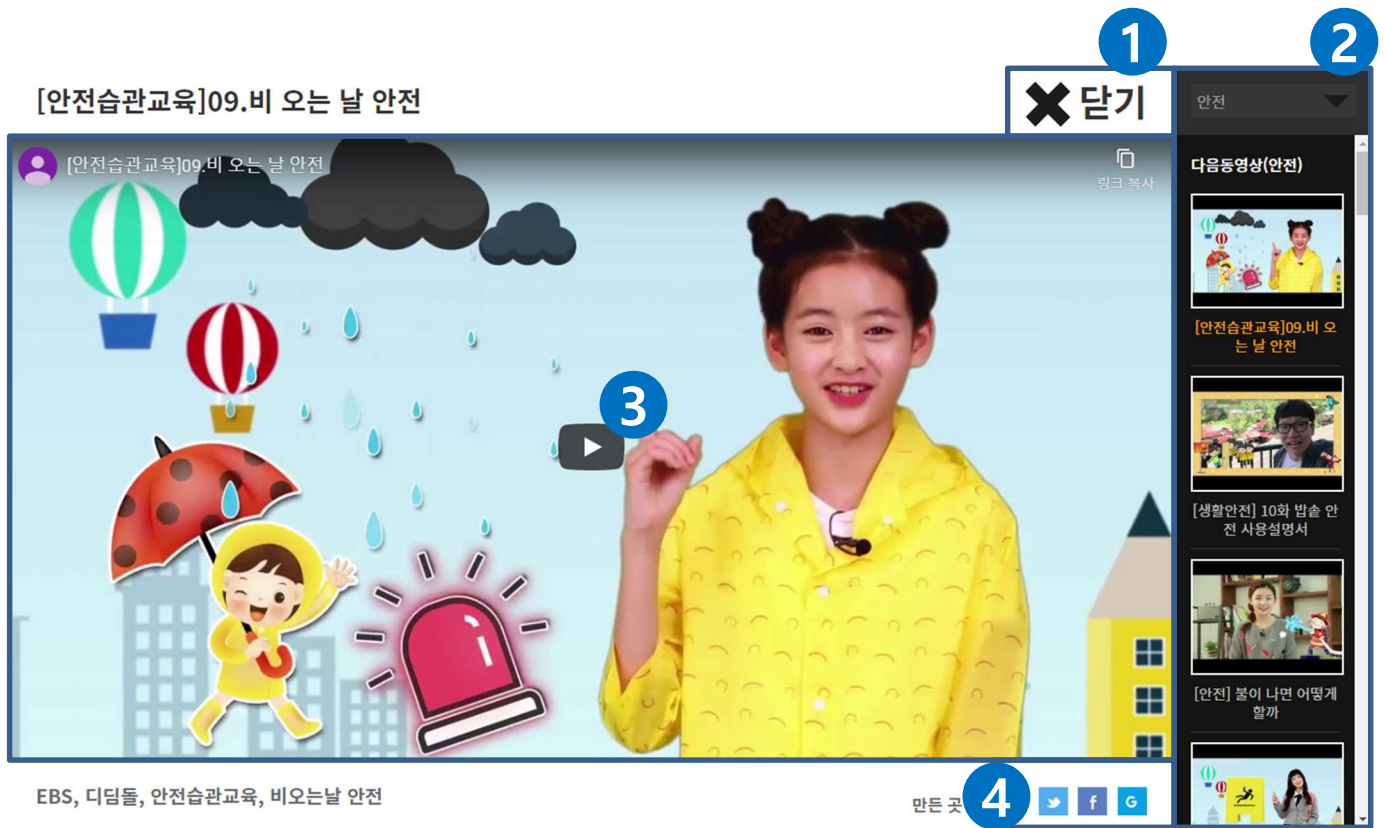 1
2
[안전습관교육]09.비 오는 날 안전
닫기
안전
[안전습관교육]09.비 오는 날 안전
링크 복사
다음동영상(안전)
[안전습관교육]09.비 오
는 날 안전
3
[생활안전] 10화 밥솥 안
전 사용설명서
[안전] 불이 나면 어떻게
할까
EBS, 디딤돌, 안전습관교육, 비오는날 안전
만든 곳
4
f
G